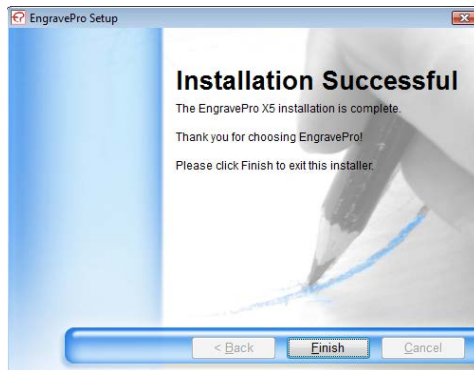 EngravePro Setup
Installation Successful
The EngravePro X5 installation is complete.
Thank you for choosing EngravePro!
Please click Finish to exit this installer.
< Back Finish Cancel